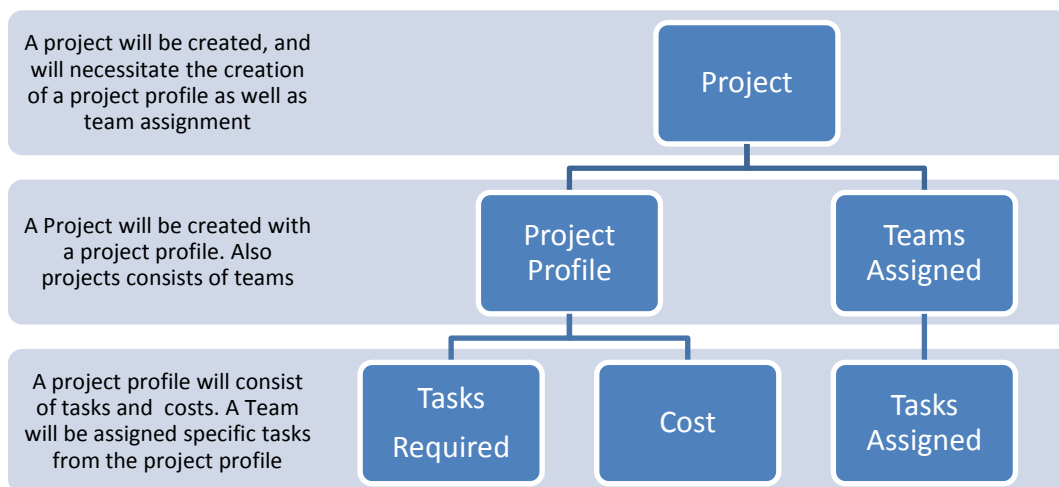 A project will be created, and
will necessitate the creation
of a project profile as well as
team assignment
Project
A Project will be created with
a project profile. Also
projects consists of teams
Project
Profile
Teams
Assigned
A project profile will consist
of tasks and costs. A Team
will be assigned specific tasks
from the project profile
Tasks
Required
Cost
Tasks
Assigned